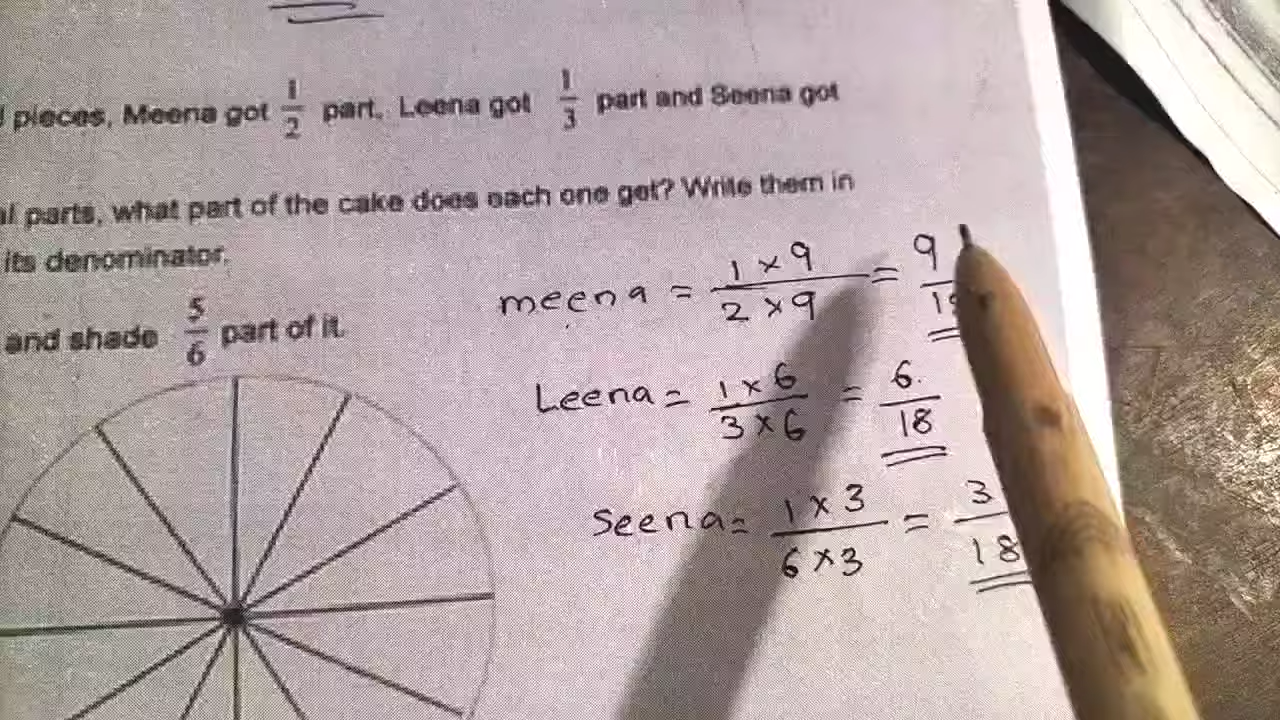 pieces, Meena got 1/2 part, Leena got 1/3 part and Seena got
parts, what part of the cake does each one get? Write them in
its denominator.
and shade 5/6 part of it.
meena = 1 x 9 / 2 x 9 = 9
Leena = 1 x 6 / 3 x 6 = 6 / 18
Seena = 1 x 3 / 6 x 3 = 3 / 18